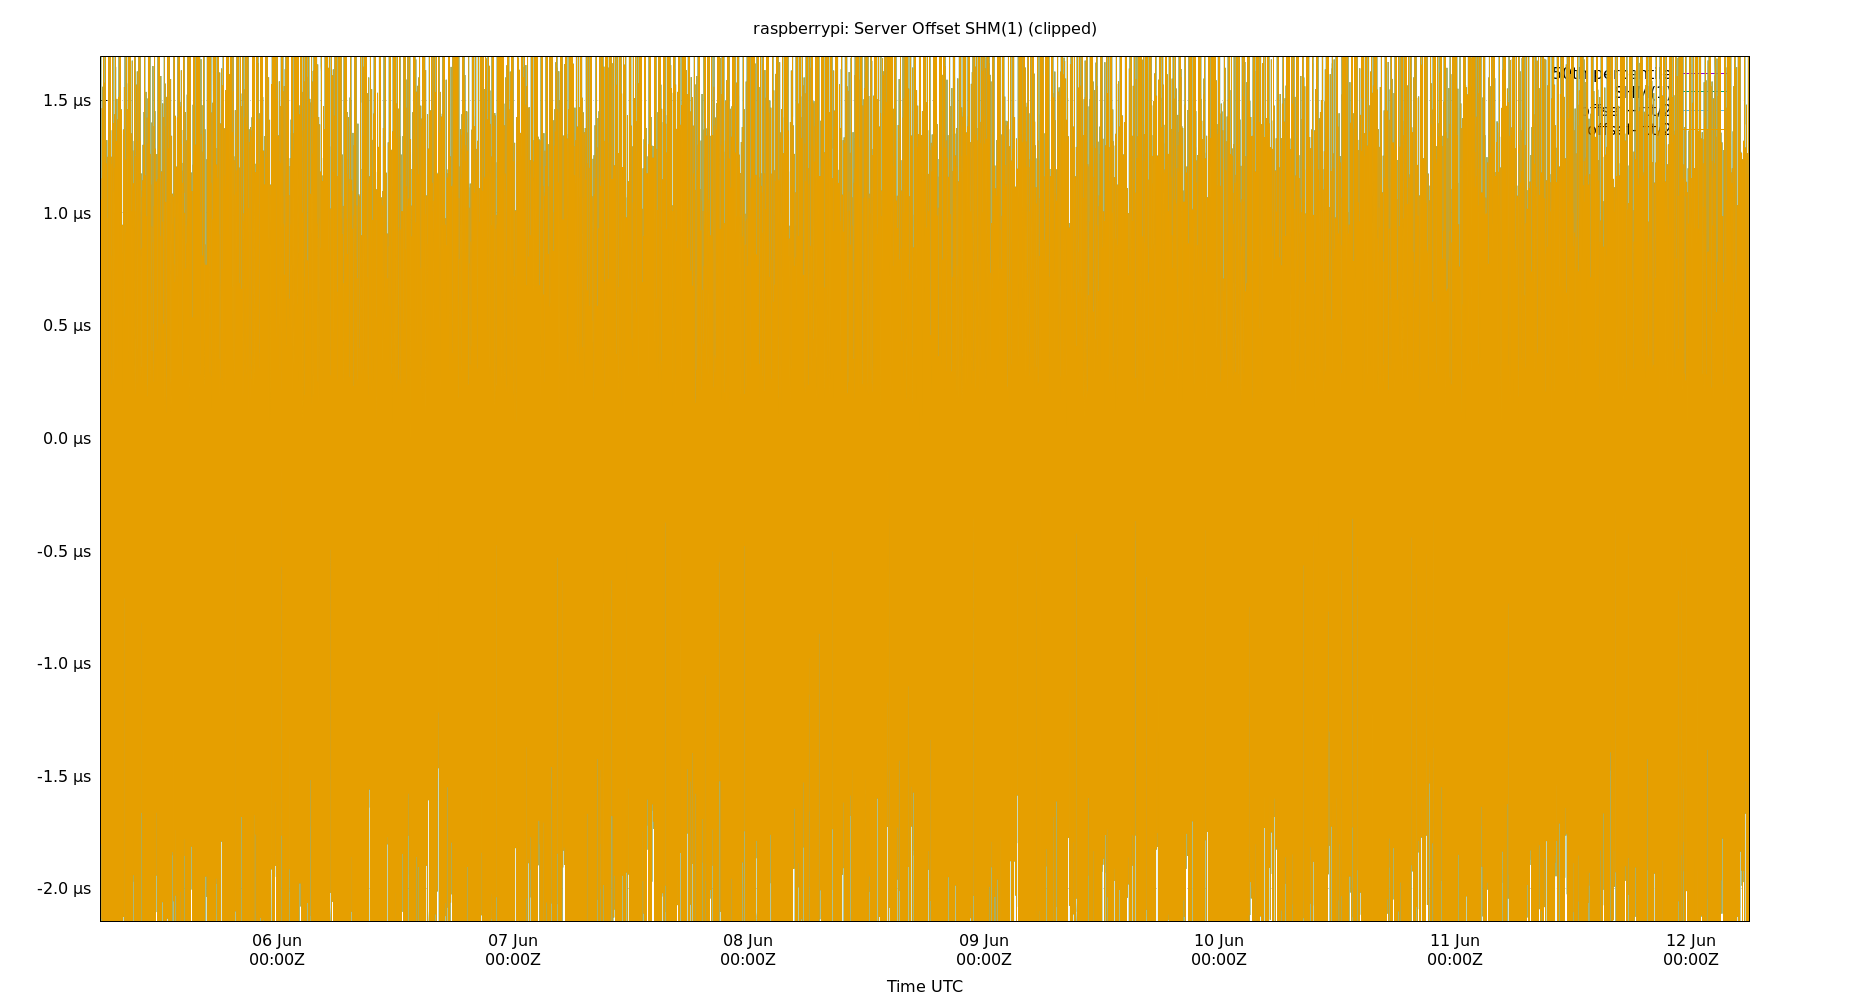 raspberrypi: Server Offset SHM(1) (clipped)
1.5 µs
1.0 µs
0.5 µs
0.0 µs
-0.5 µs
-1.0 µs
-1.5 µs
-2.0 µs
06 Jun 07 Jun 08 Jun 09 Jun 10 Jun 11 Jun 12 Jun
00:00Z 00:00Z 00:00Z 00:00Z 00:00Z 00:00Z 00:00Z
Time UTC